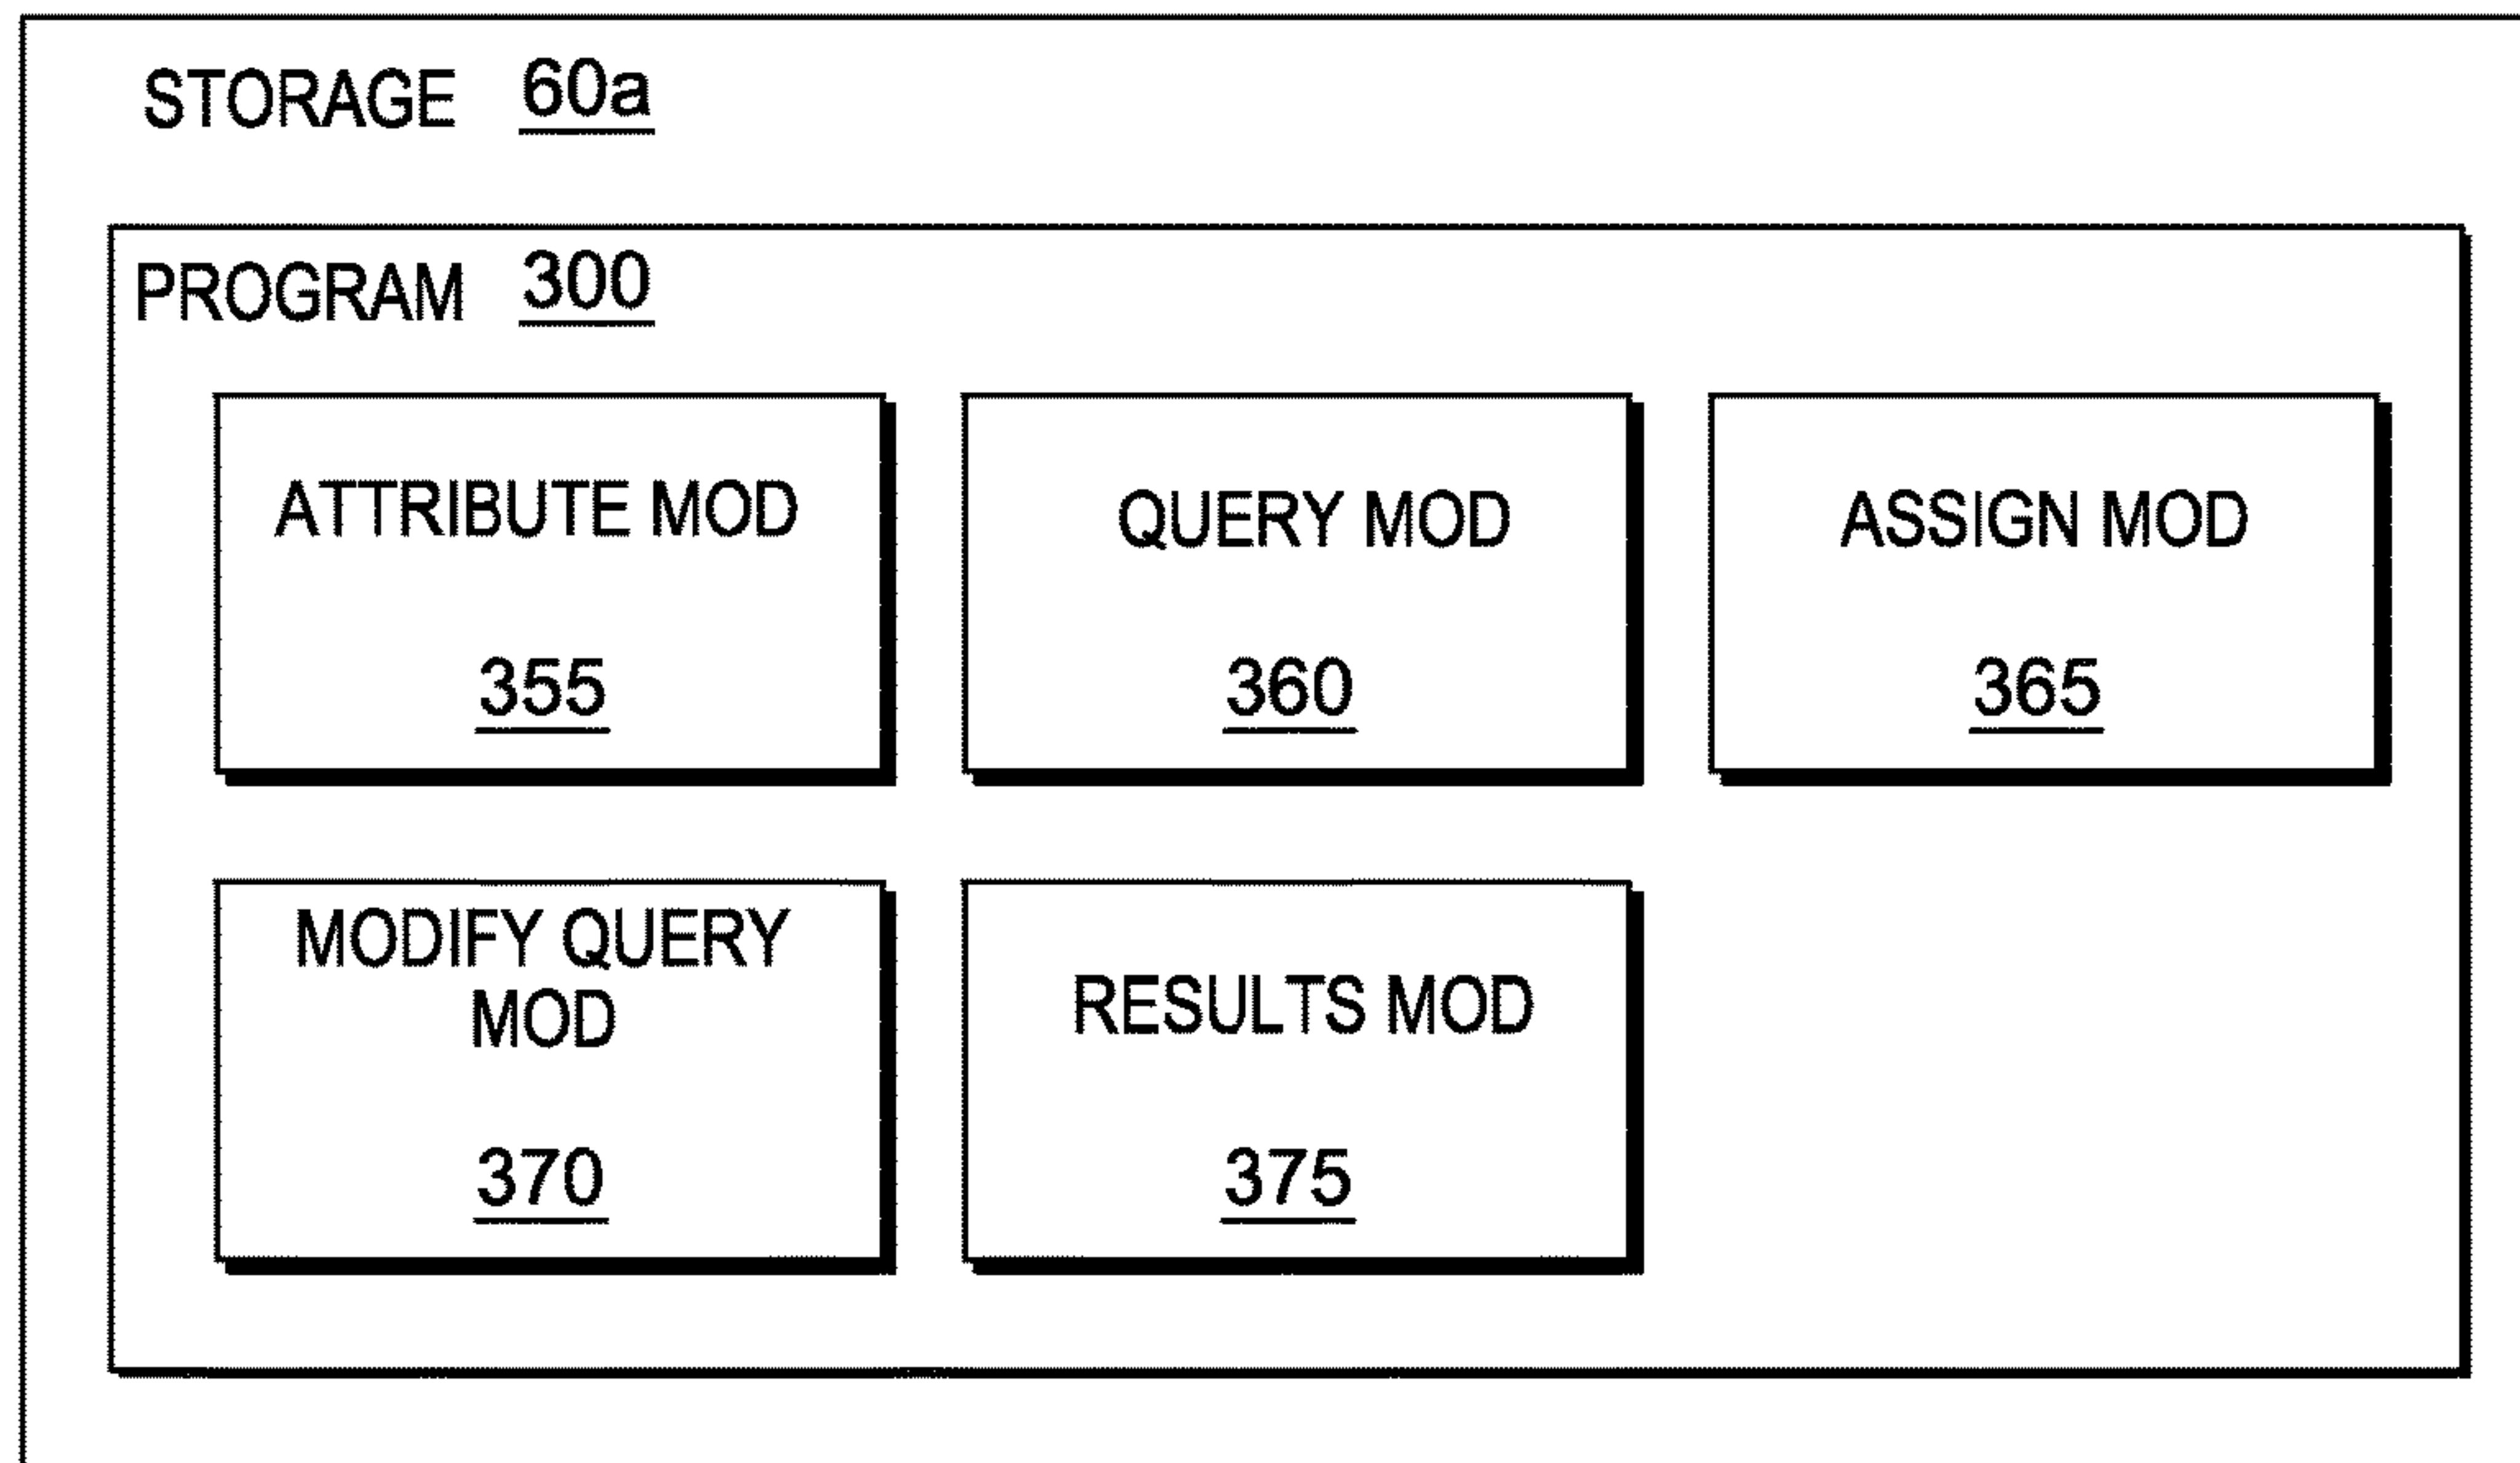 STORAGE 60a
PROGRAM 300
ATTRIBUTE MOD
355
QUERY MOD
360
ASSIGN MOD
365
MODIFY QUERY
MOD
370
RESULTS MOD
375